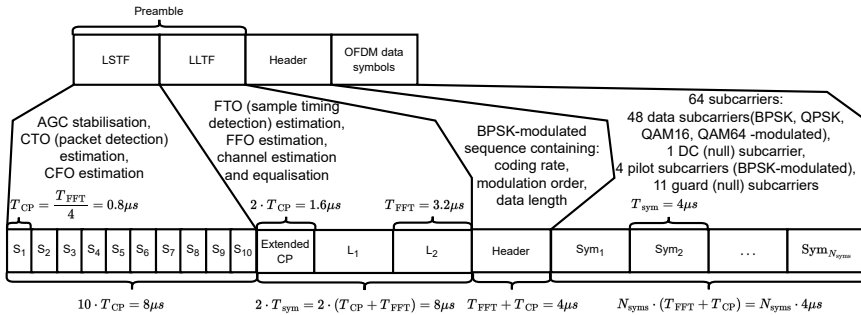 Preamble
LSTF
LLTF
Header
OFDM data
symbols
AGC stabilisation,
CTO (packet detection)
estimation,
CFO estimation
FTO (sample timing
detection) estimation,
FFO estimation,
channel estimation
and equalisation
BPSK-modulated
sequence containing:
coding rate,
modulation order,
data length
64 subcarriers:
48 data subcarriers(BPSK, QPSK,
QAM16, QAM64 -modulated),
1 DC (null) subcarrier,
4 pilot subcarriers (BPSK-modulated),
11 guard (null) subcarriers
T_CP = T_FFT/4 = 0.8μs
2 · T_CP = 1.6μs
T_FFT = 3.2μs
T_sym = 4μs
S₁ S₂ S₃ S₄ S₅ S₆ S₇ S₈ S₉ S₁₀
Extended
CP
L₁
L₂
Header
Sym₁
Sym₂
...
Sym_{N_syms}
10 · T_CP = 8μs
2 · T_sym = 2 · (T_CP + T_FFT) = 8μs
T_FFT + T_CP = 4μs
N_syms · (T_FFT + T_CP) = N_syms · 4μs